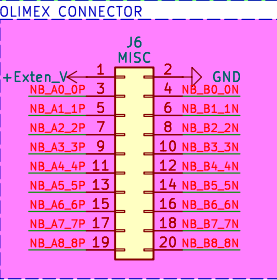 OLIMEX CONNECTOR
J6
MISC
+Exten_V 1 2 GND
NB_A0_0P 3 4 NB_B0_0N
NB_A1_1P 5 6 NB_B1_1N
NB_A2_2P 7 8 NB_B2_2N
NB_A3_3P 9 10 NB_B3_3N
NB_A4_4P 11 12 NB_B4_4N
NB_A5_5P 13 14 NB_B5_5N
NB_A6_6P 15 16 NB_B6_6N
NB_A7_7P 17 18 NB_B7_7N
NB_A8_8P 19 20 NB_B8_8N